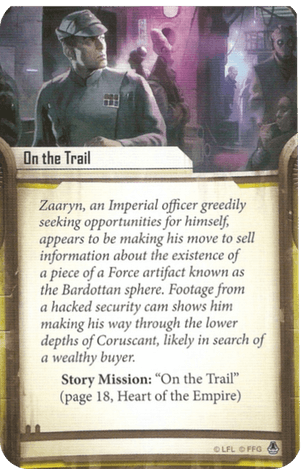 On the Trail
Zaaryn, an Imperial officer greedily
seeking opportunities for himself,
appears to be making his move to sell
information about the existence of
a piece of a Force artifact known as
the Bardottan sphere. Footage from
a hacked security cam shows him
making his way through the lower
depths of Coruscant, likely in search of
a wealthy buyer.
Story Mission: “On the Trail”
(page 18, Heart of the Empire)
© LFL © FFG